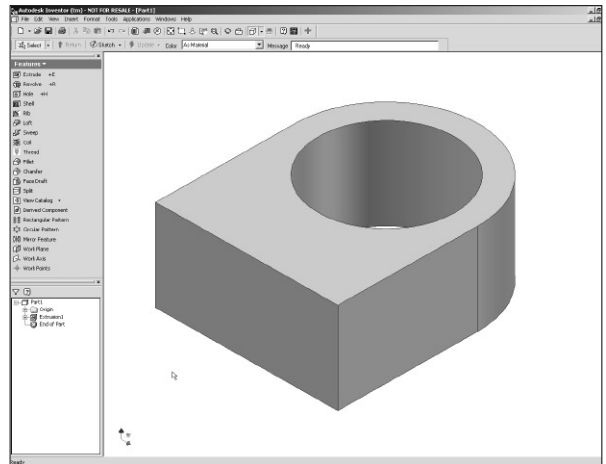 Autodesk Inventor (tm) - NOT FOR RESALE - [Part1]
File Edit View Insert Format Tools Applications Windows Help
Select Return Sketch Update Color As Material Message Ready
Features
Extrude +E
Revolve +R
Hole +H
Shell
Rib
Loft
Sweep
Coil
Thread
Fillet
Chamfer
Face Draft
Split
View Catalog
Derived Component
Rectangular Pattern
Circular Pattern
Mirror Feature
Work Plane
Work Axis
Work Points
Part1
Origin
Extrusion1
End of Part
Ready